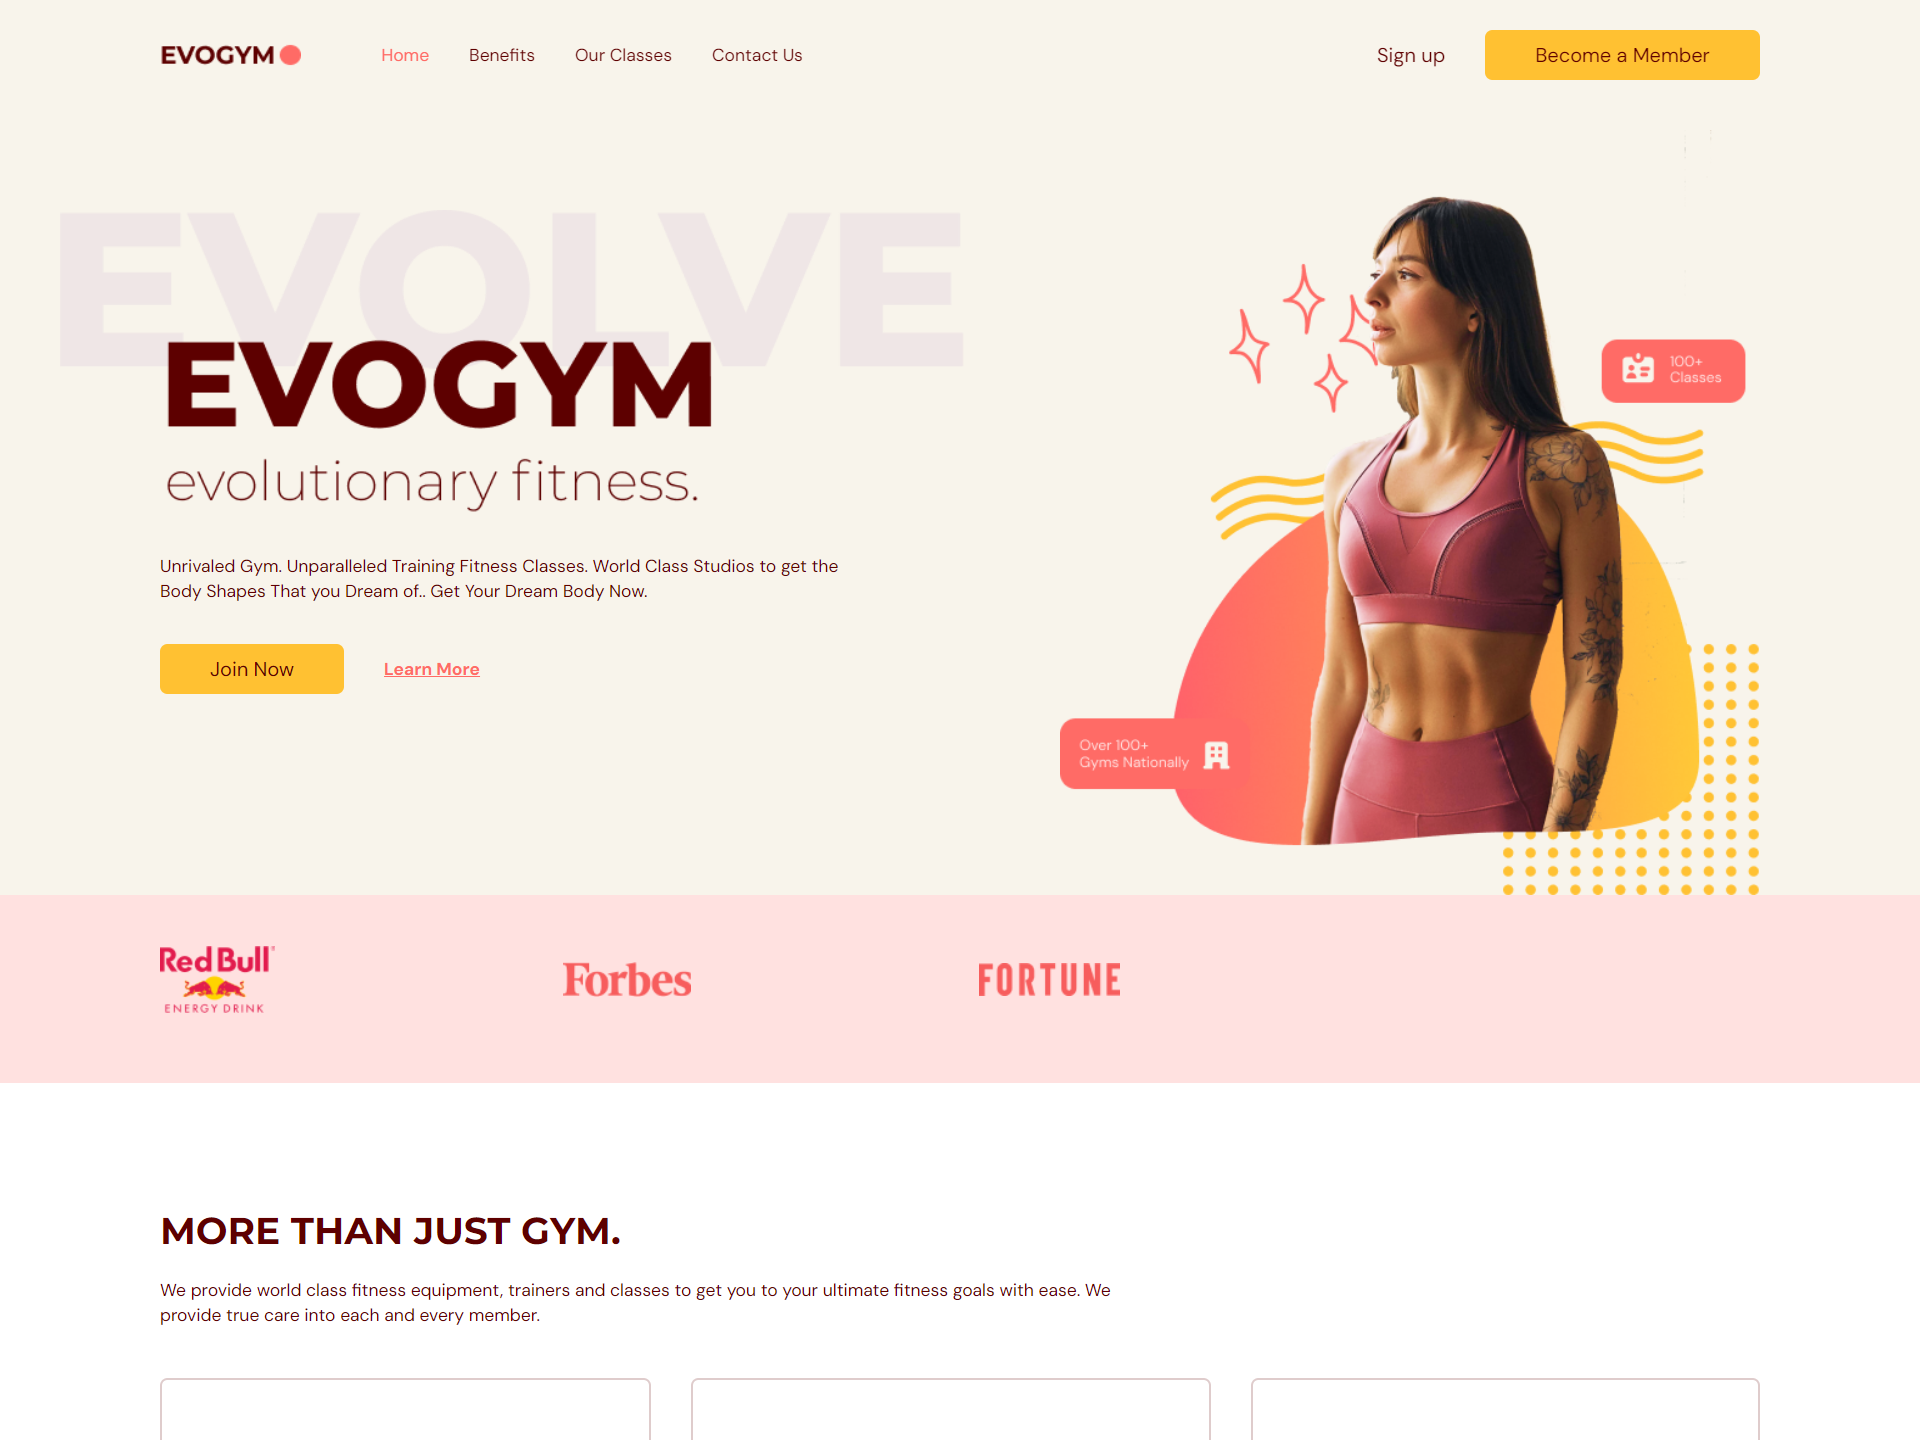 EVOGYM
Home
Benefits
Our Classes
Contact Us
Sign up
Become a Member
EVOLVE
EVOGYM
evolutionary fitness.
100+
Classes
Unrivaled Gym. Unparalleled Training Fitness Classes. World Class Studios to get the
Body Shapes That you Dream of.. Get Your Dream Body Now.
Join Now
Learn More
Over 100+
Gyms Nationally
Red Bull
ENERGY DRINK
Forbes
FORTUNE
MORE THAN JUST GYM.
We provide world class fitness equipment, trainers and classes to get you to your ultimate fitness goals with ease. We
provide true care into each and every member.